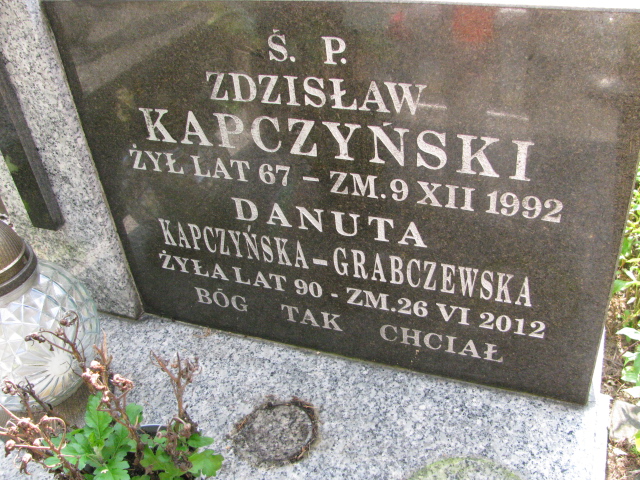 Ś. P.
ZDZISŁAW
KAPCZYŃSKI
ŻYŁ LAT 67 – ZM. 9 XII 1992
DANUTA
KAPCZYŃSKA–GRABCZEWSKA
ŻYŁA LAT 90 - ZM. 26 VI 2012
BÓG TAK CHCIAŁ